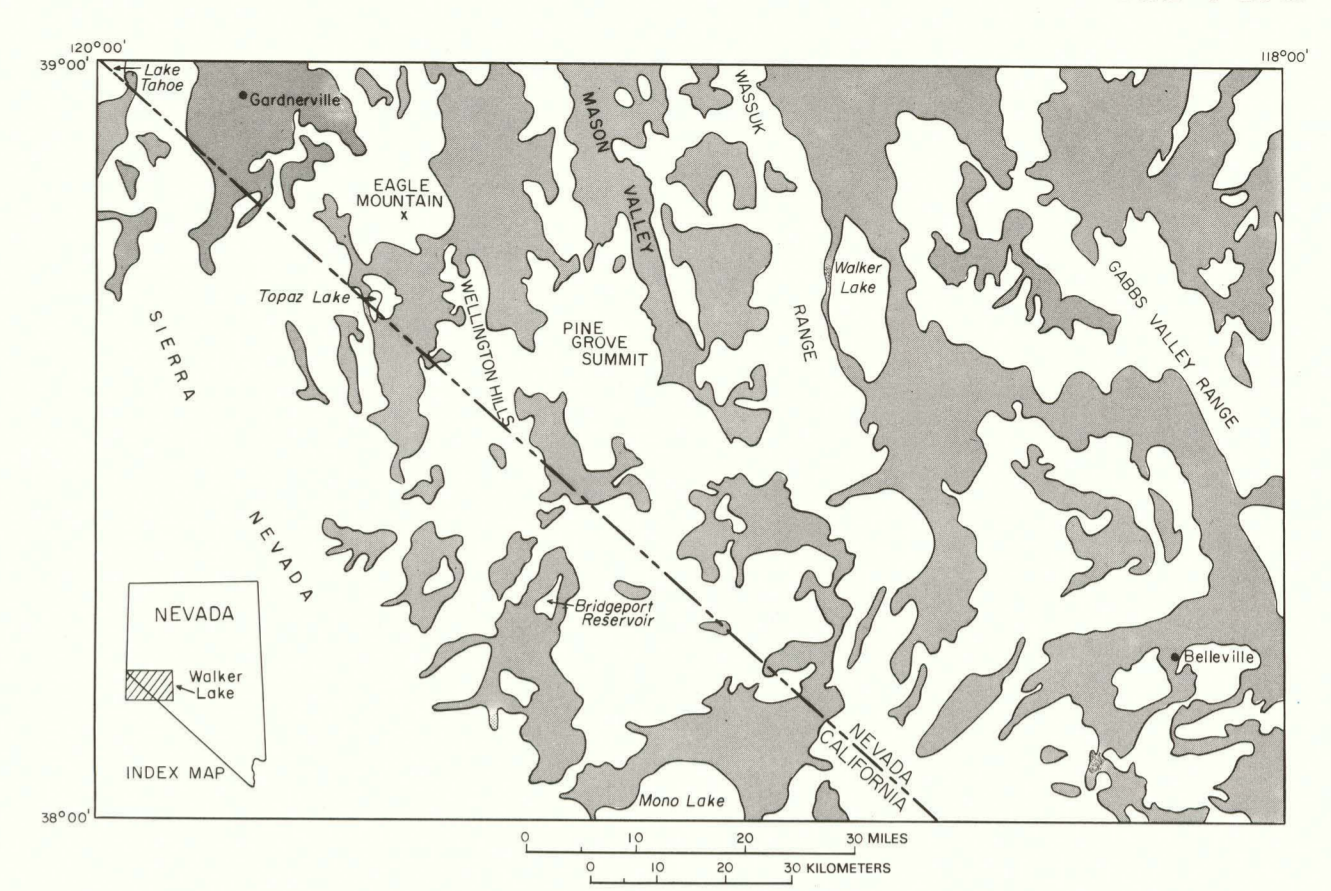 120°00'
118°00'
39°00'
Lake
Tahoe
Gardnerville
MASON
VALLEY
WASSUK
RANGE
EAGLE
MOUNTAIN
x
Topaz Lake
WELLINGTON HILLS
PINE
GROVE
SUMMIT
Walker
Lake
GABBS VALLEY RANGE
SIERRA
NEVADA
Bridgeport
Reservoir
Belleville
NEVADA
Walker
Lake
INDEX MAP
NEVADA
CALIFORNIA
Mono Lake
38°00'
0 10 20 30 MILES
0 10 20 30 KILOMETERS